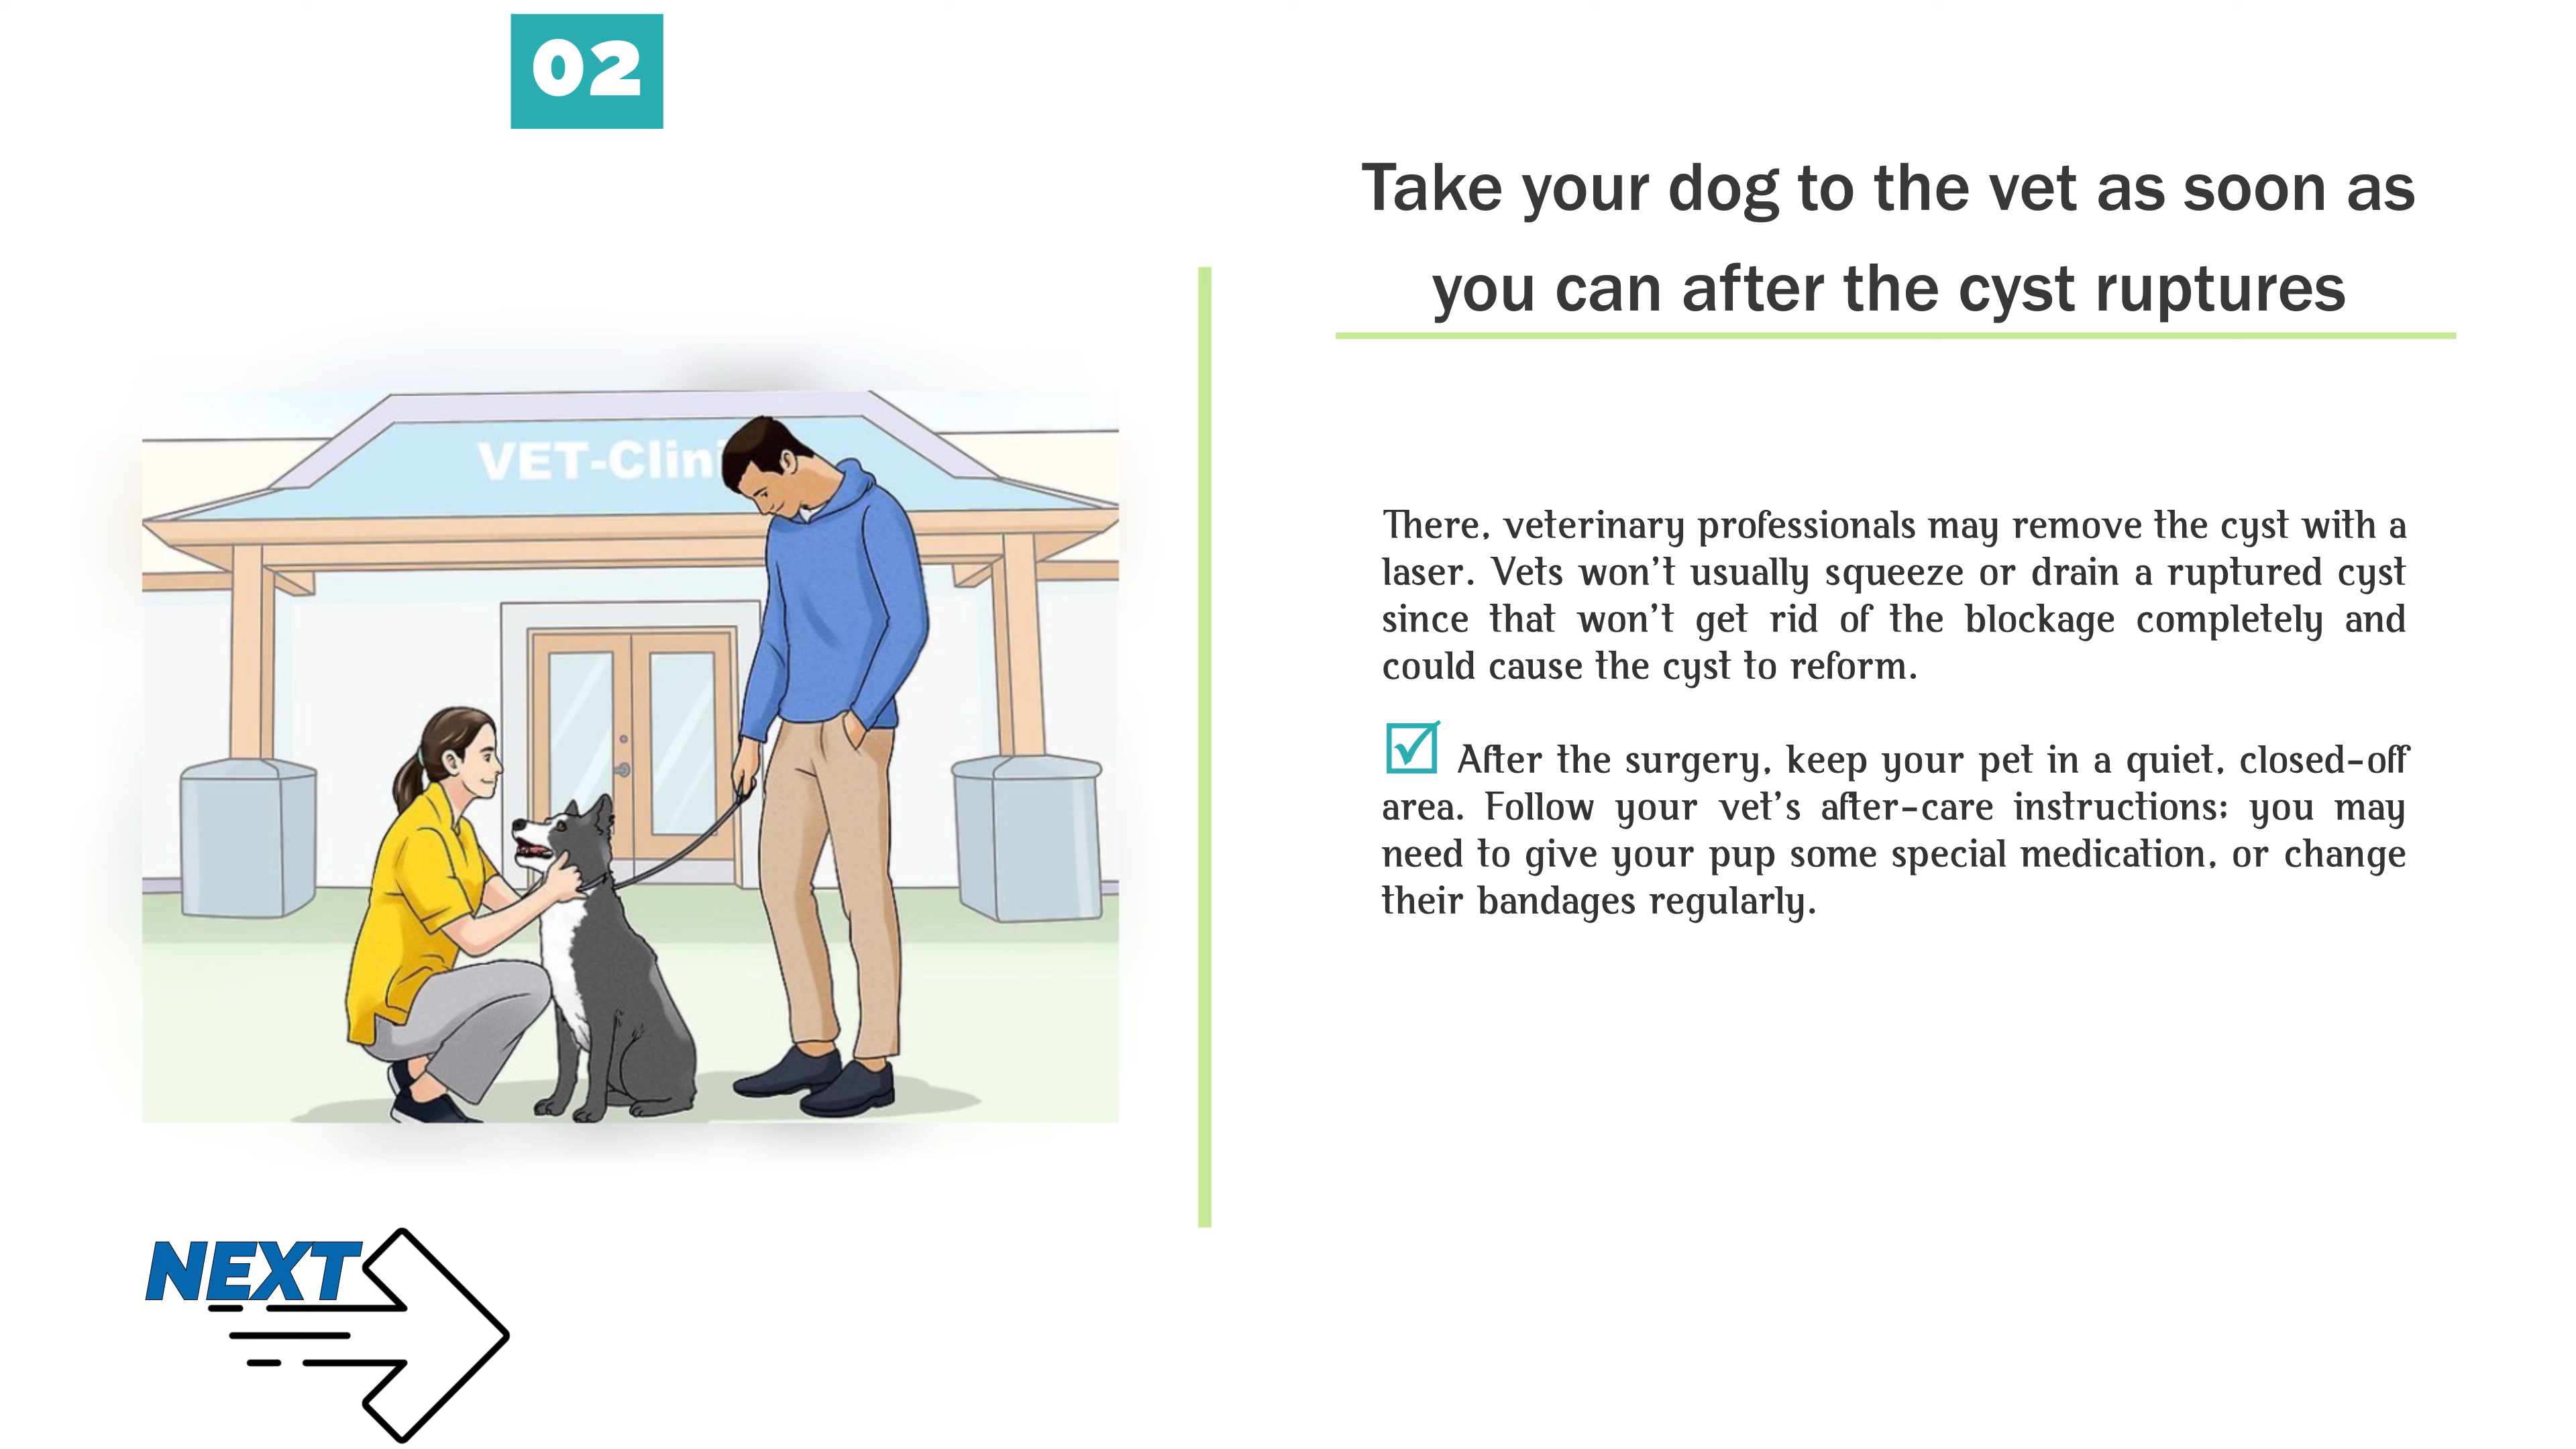 02
Take your dog to the vet as soon as
you can after the cyst ruptures
VET-Clini
There, veterinary professionals may remove the cyst with a
laser. Vets won't usually squeeze or drain a ruptured cyst
since that won't get rid of the blockage completely and
could cause the cyst to reform.
After the surgery, keep your pet in a quiet, closed-off
area. Follow your vet's after-care instructions; you may
need to give your pup some special medication, or change
their bandages regularly.
NEXT